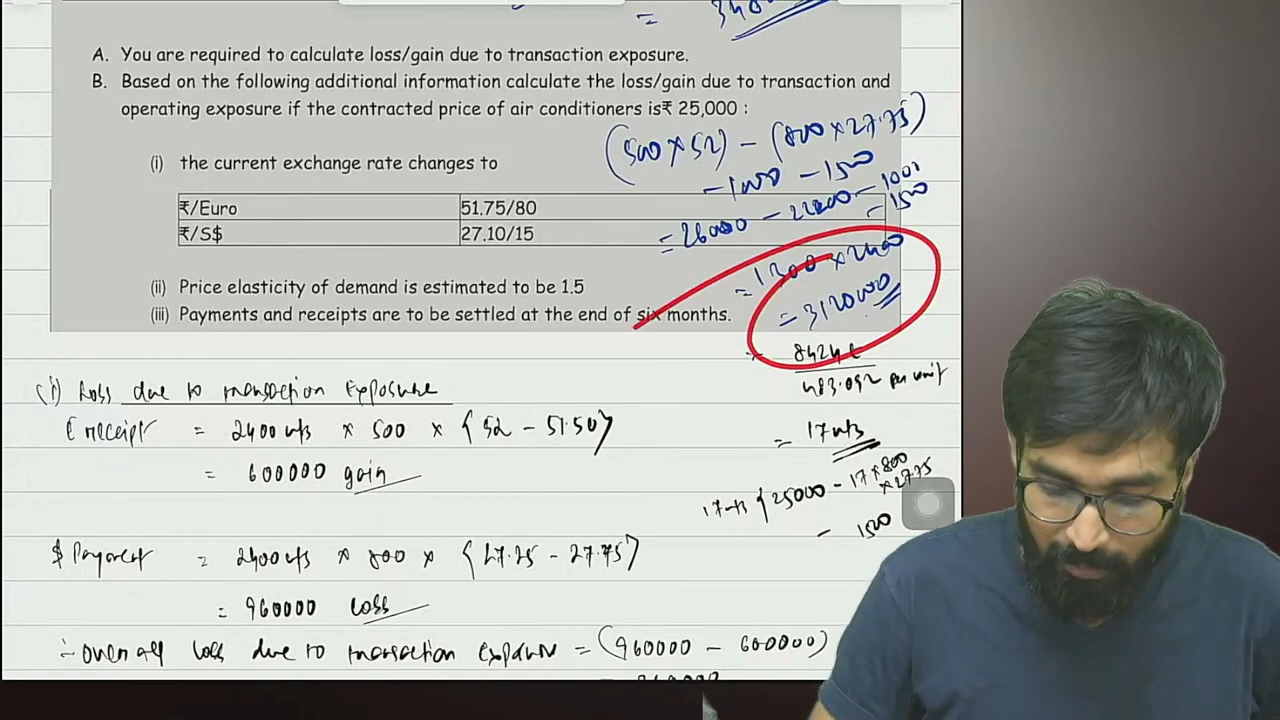 = 340
A. You are required to calculate loss/gain due to transaction exposure.
B. Based on the following additional information calculate the loss/gain due to transaction and
operating exposure if the contracted price of air conditioners is₹ 25,000 :
(i) the current exchange rate changes to
₹/Euro 51.75/80
₹/S$ 27.10/15
(ii) Price elasticity of demand is estimated to be 1.5
(iii) Payments and receipts are to be settled at the end of six months.
(500 × 52) - (800 × 27.75)
- 1000 - 1500
= 26000 - 22200 - 1000
- 1500
= 1300 × 2400
= 3120000
per unit
= 17 uts
17 uts { 25000 - 17 × 800
× 27.75
- 1500
(i) Loss due to transaction Exposure
€ receipt = 2400 uts × 500 × { 52 - 51.50 }
= 600000 gain
$ Payment = 2400 uts × 800 × { 27.25 - 27.75 }
= 960000 loss
∴ overall loss due to transaction exposure = (960000 - 600000)